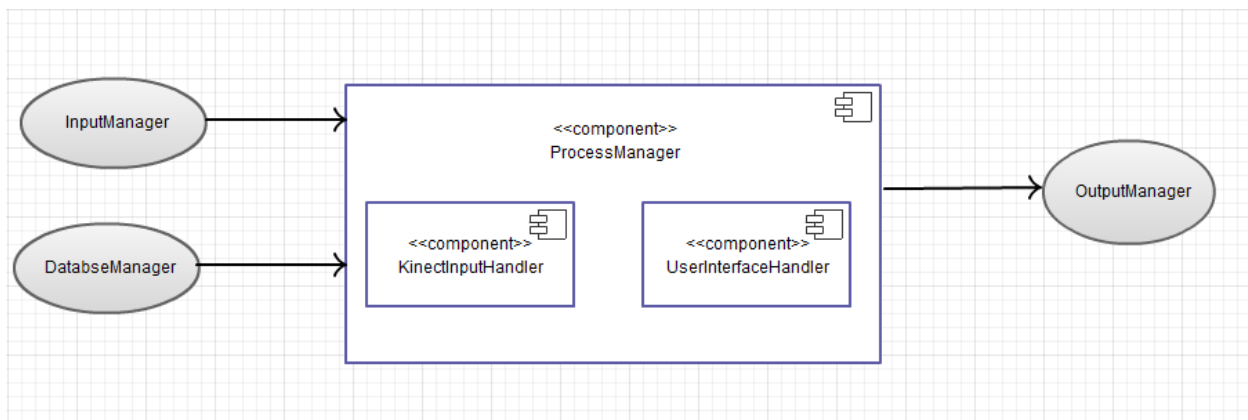 InputManager
DatabseManager
<<component>>
ProcessManager
<<component>>
KinectInputHandler
<<component>>
UserInterfaceHandler
OutputManager